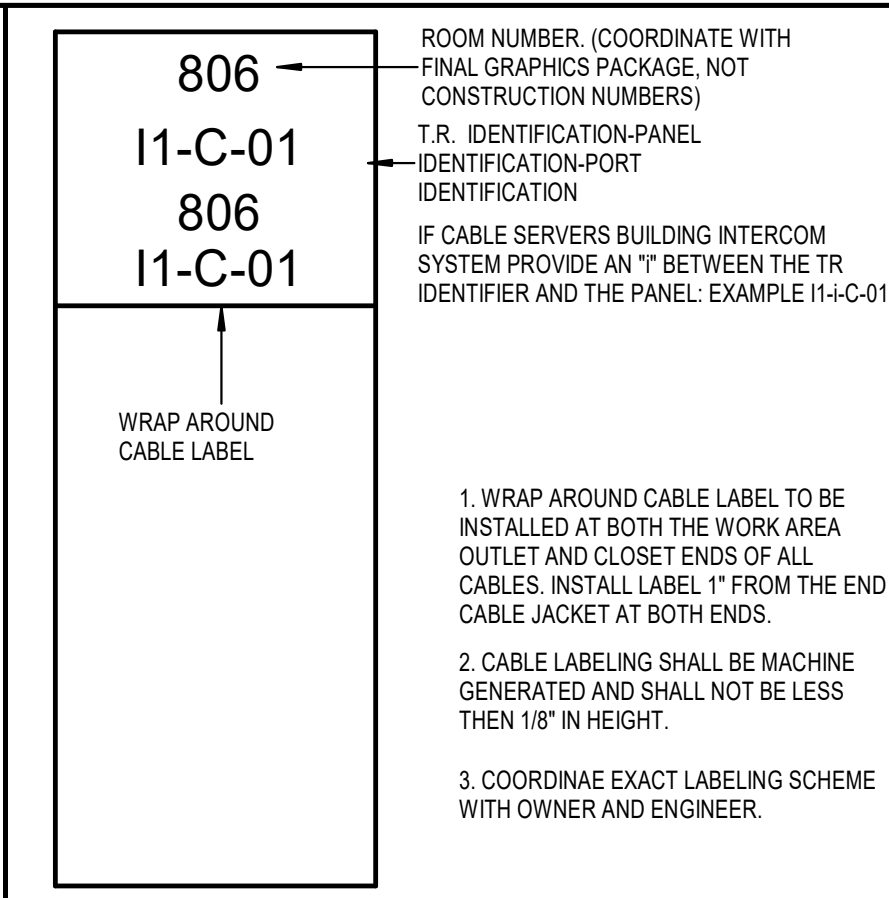 806
I1-C-01
806
I1-C-01
ROOM NUMBER. (COORDINATE WITH
FINAL GRAPHICS PACKAGE, NOT
CONSTRUCTION NUMBERS)
T.R. IDENTIFICATION-PANEL
IDENTIFICATION-PORT
IDENTIFICATION
IF CABLE SERVERS BUILDING INTERCOM
SYSTEM PROVIDE AN "i" BETWEEN THE TR
IDENTIFIER AND THE PANEL: EXAMPLE I1-i-C-01
WRAP AROUND
CABLE LABEL
1. WRAP AROUND CABLE LABEL TO BE
INSTALLED AT BOTH THE WORK AREA
OUTLET AND CLOSET ENDS OF ALL
CABLES. INSTALL LABEL 1" FROM THE END
CABLE JACKET AT BOTH ENDS.
2. CABLE LABELING SHALL BE MACHINE
GENERATED AND SHALL NOT BE LESS
THEN 1/8" IN HEIGHT.
3. COORDINAE EXACT LABELING SCHEME
WITH OWNER AND ENGINEER.